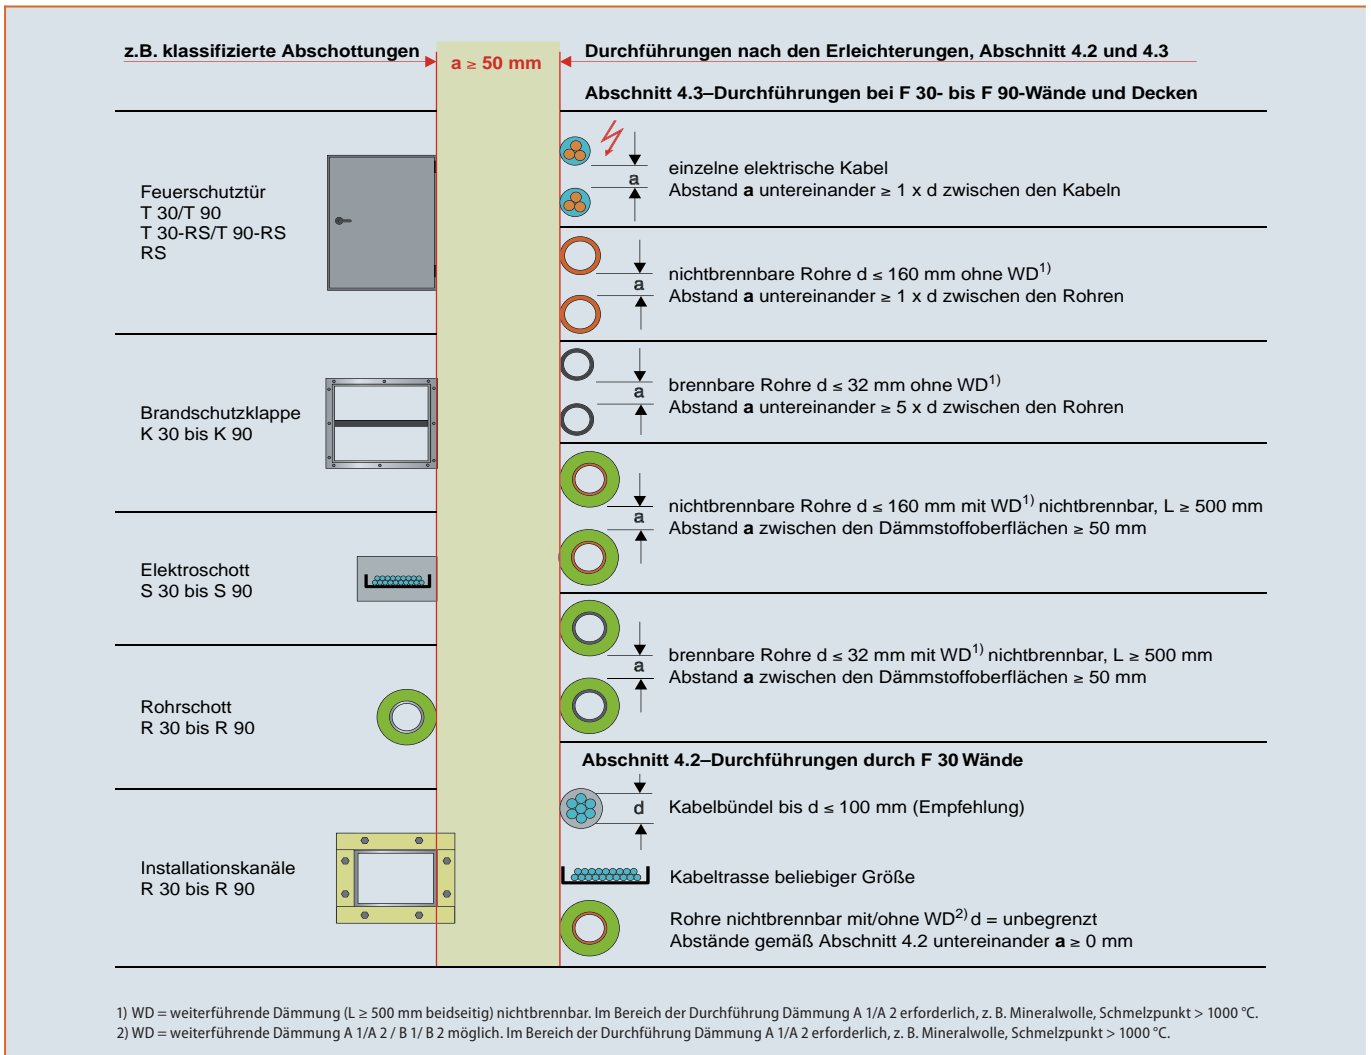 z.B. klassifizierte Abschottungen
a ≥ 50 mm
Durchführungen nach den Erleichterungen, Abschnitt 4.2 und 4.3
Abschnitt 4.3–Durchführungen bei F 30- bis F 90-Wände und Decken
Feuerschutztür
T 30/T 90
T 30-RS/T 90-RS
RS
a
einzelne elektrische Kabel
Abstand a untereinander ≥ 1 x d zwischen den Kabeln
a
nichtbrennbare Rohre d ≤ 160 mm ohne WD1)
Abstand a untereinander ≥ 1 x d zwischen den Rohren
Brandschutzklappe
K 30 bis K 90
a
brennbare Rohre d ≤ 32 mm ohne WD1)
Abstand a untereinander ≥ 5 x d zwischen den Rohren
a
nichtbrennbare Rohre d ≤ 160 mm mit WD1) nichtbrennbar, L ≥ 500 mm
Abstand a zwischen den Dämmstoffoberflächen ≥ 50 mm
Elektroschott
S 30 bis S 90
a
brennbare Rohre d ≤ 32 mm mit WD1) nichtbrennbar, L ≥ 500 mm
Abstand a zwischen den Dämmstoffoberflächen ≥ 50 mm
Rohrschott
R 30 bis R 90
Abschnitt 4.2–Durchführungen durch F 30 Wände
d
Kabelbündel bis d ≤ 100 mm (Empfehlung)
Installationskanäle
R 30 bis R 90
Kabeltrasse beliebiger Größe
Rohre nichtbrennbar mit/ohne WD2) d = unbegrenzt
Abstände gemäß Abschnitt 4.2 untereinander a ≥ 0 mm
1) WD = weiterführende Dämmung (L ≥ 500 mm beidseitig) nichtbrennbar. Im Bereich der Durchführung Dämmung A 1/A 2 erforderlich, z. B. Mineralwolle, Schmelzpunkt > 1000 °C.
2) WD = weiterführende Dämmung A 1/A 2 / B 1/ B 2 möglich. Im Bereich der Durchführung Dämmung A 1/A 2 erforderlich, z. B. Mineralwolle, Schmelzpunkt > 1000 °C.